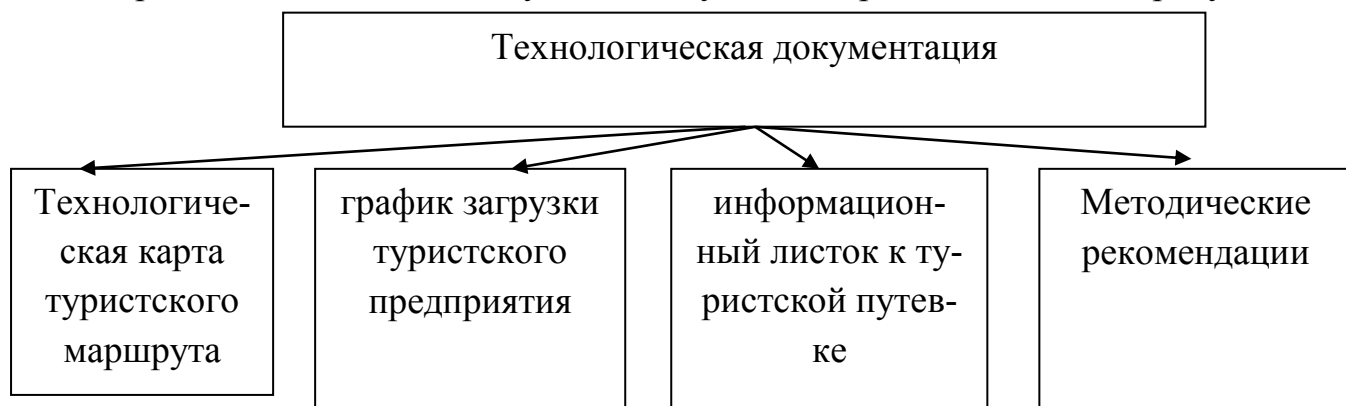 Технологическая документация
Технологиче-
ская карта
туристского
маршрута
график загрузки
туристского
предприятия
информацион-
ный листок к ту-
ристской путев-
ке
Методические
рекомендации